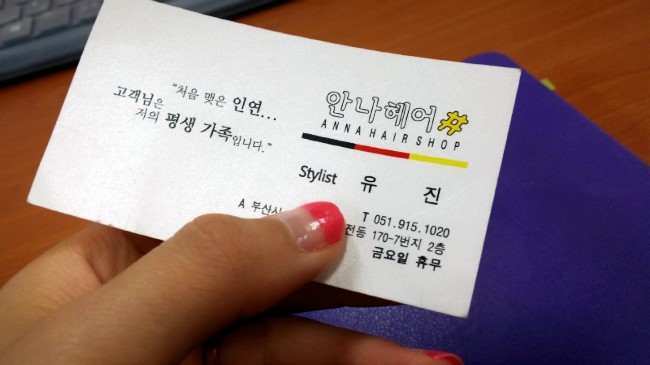 "처음 맺은 인연...
고객님은
저의 평생 가족입니다."
안나헤어#
ANNA HAIR SHOP
Stylist 유 진
T 051.915.1020
A 부산시 전동 170-7번지 2층
금요일 휴무